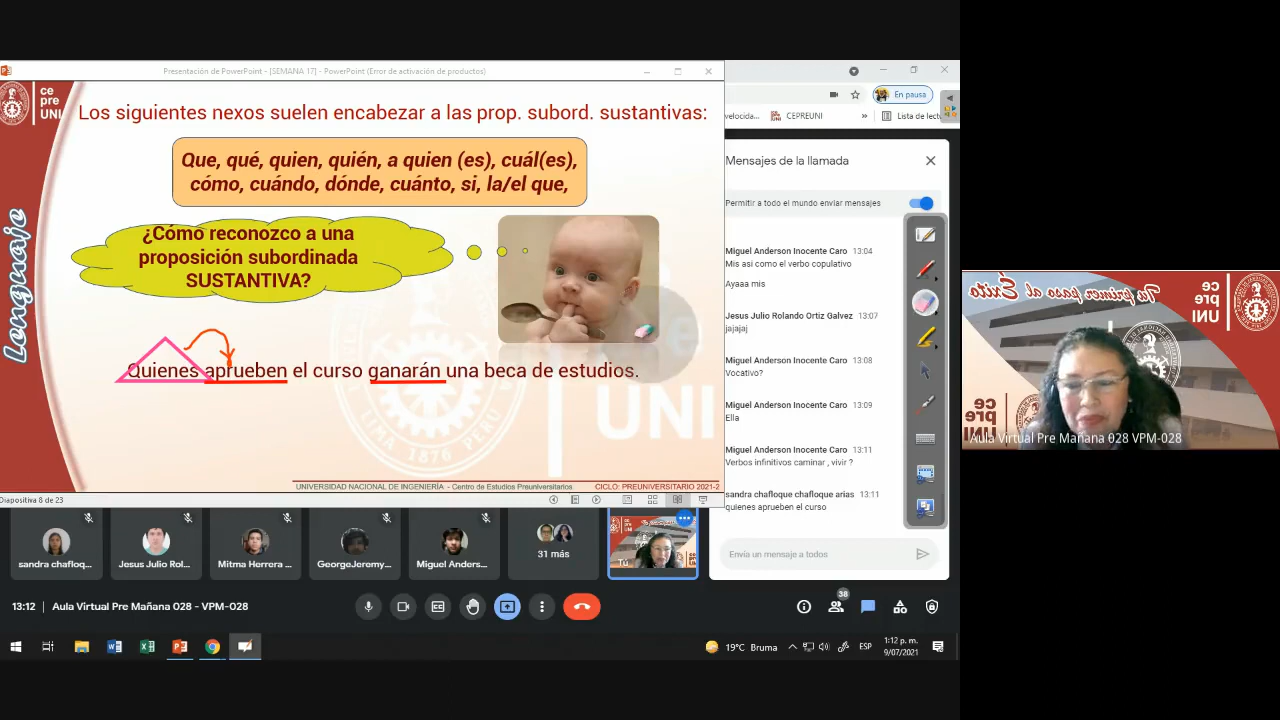 Presentación de PowerPoint - [SEMANA 17] - PowerPoint (Error de activación de productos)
ce
pre
UNI
Los siguientes nexos suelen encabezar a las prop. subord. sustantivas:
Que, qué, quien, quién, a quien (es), cuál(es),
cómo, cuándo, dónde, cuánto, si, la/el que,
¿Cómo reconozco a una
proposición subordinada
SUSTANTIVA?
Lenguaje
Quienes aprueben el curso ganarán una beca de estudios.
UNI
1876
UNIVERSIDAD NACIONAL DE INGENIERÍA - Centro de Estudios Preuniversitarios
CICLO: PREUNIVERSITARIO 2021-2
Diapositiva 8 de 23
En pausa
velocida...
CEPREUNI
»
Lista de lect
Mensajes de la llamada
Permitir a todo el mundo enviar mensajes
Miguel Anderson Inocente Caro 13:04
Mis asi como el verbo copulativo
Ayaaa mis
Jesus Julio Rolando Ortiz Galvez 13:07
jajajaj
Miguel Anderson Inocente Caro 13:08
Vocativo?
Miguel Anderson Inocente Caro 13:09
Ella
Miguel Anderson Inocente Caro 13:11
Verbos infinitivos caminar , vivir ?
sandra chafloque chafloque arias 13:11
quienes aprueben el curso
Envía un mensaje a todos
sandra chafloq...
Jesus Julio Rol...
Mitma Herrera ...
GeorgeJeremy...
Miguel Anders...
31 más
Tú
13:12 Aula Virtual Pre Mañana 028 - VPM-028
38
19°C Bruma
ESP
1:12 p. m.
9/07/2021
Tu primer paso al Éxito
ce
pre
UNI
Aula Virtual Pre Mañana 028 VPM-028